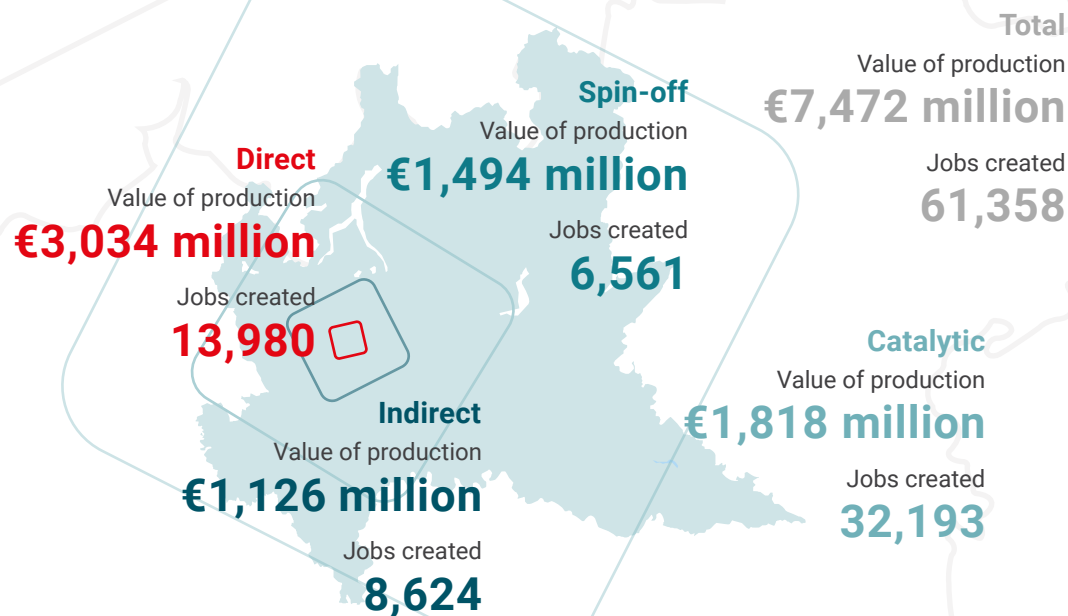 Total
Value of production
€7,472 million
Jobs created
61,358
Spin-off
Value of production
€1,494 million
Jobs created
6,561
Direct
Value of production
€3,034 million
Jobs created
13,980
Catalytic
Value of production
€1,818 million
Jobs created
32,193
Indirect
Value of production
€1,126 million
Jobs created
8,624